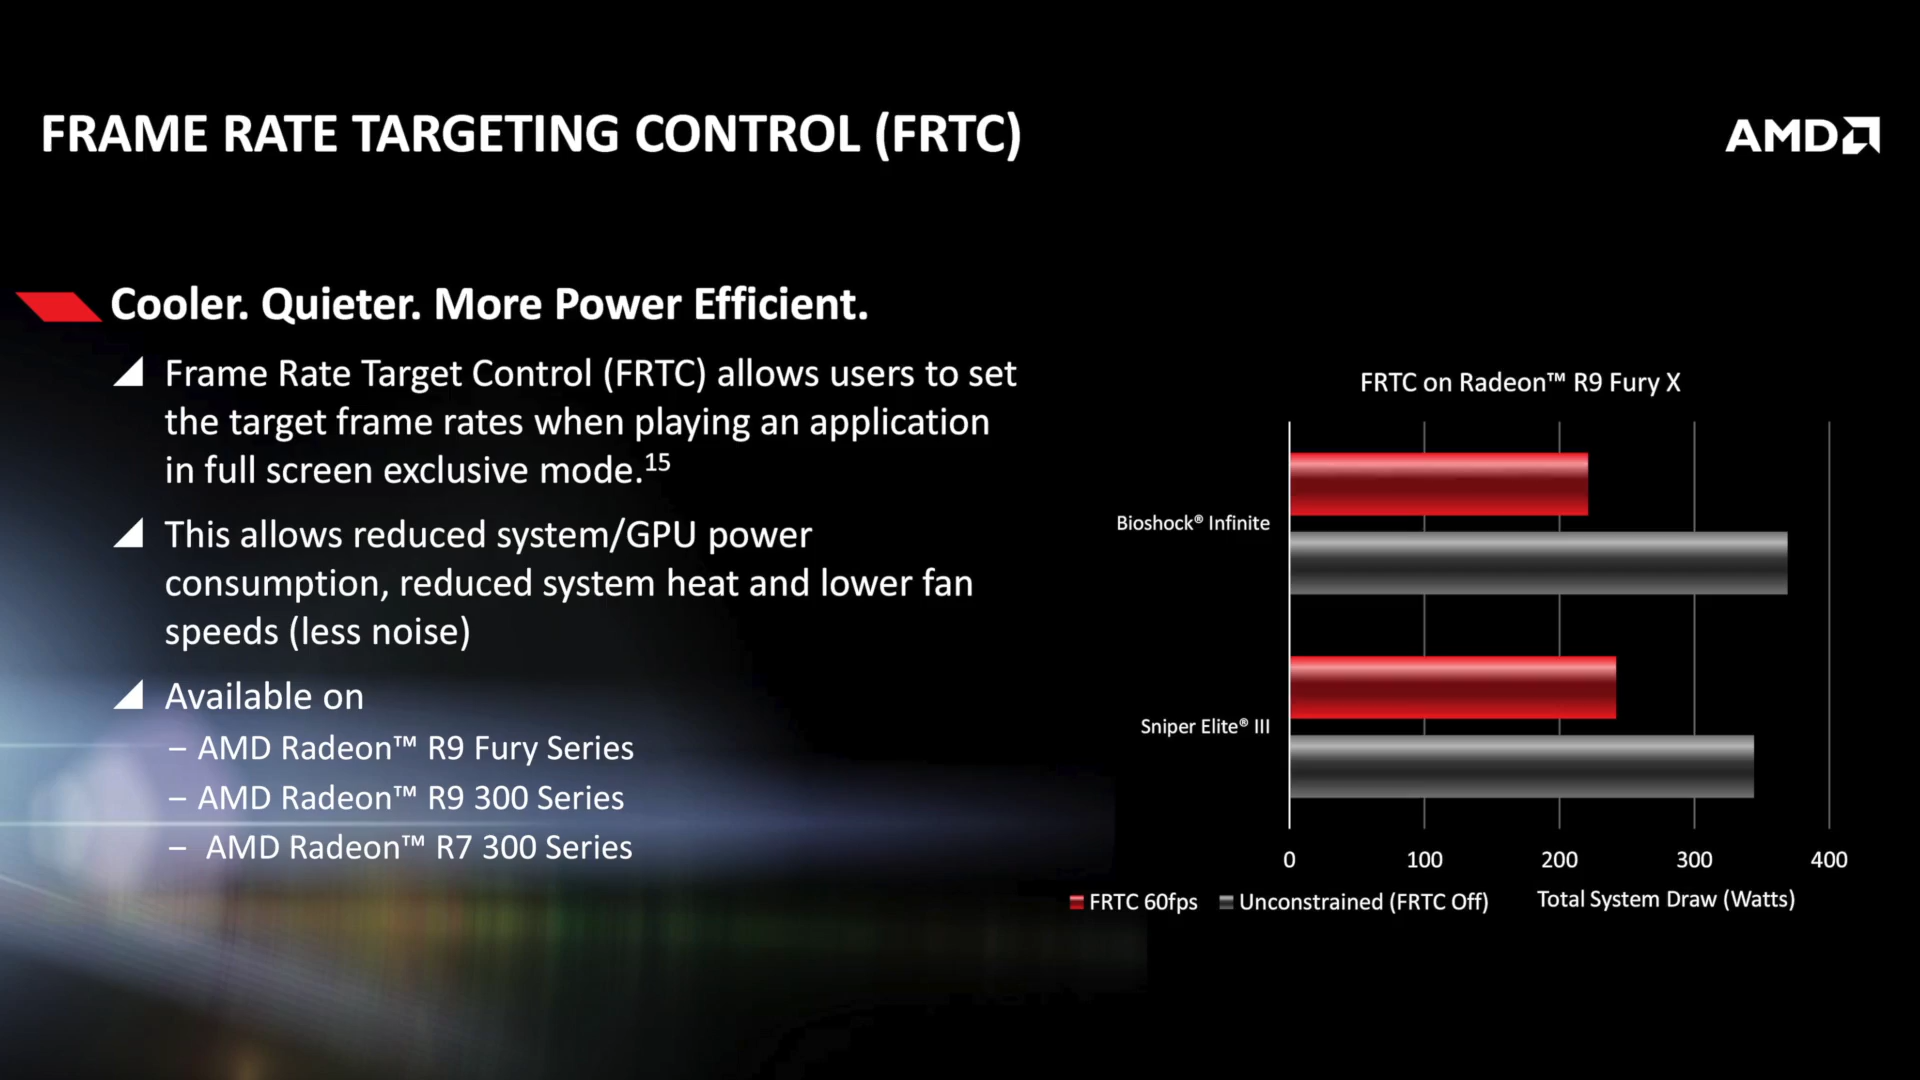 FRAME RATE TARGETING CONTROL (FRTC)
AMD
Cooler. Quieter. More Power Efficient.
Frame Rate Target Control (FRTC) allows users to set
the target frame rates when playing an application
in full screen exclusive mode.15
This allows reduced system/GPU power
consumption, reduced system heat and lower fan
speeds (less noise)
Available on
– AMD Radeon™ R9 Fury Series
– AMD Radeon™ R9 300 Series
– AMD Radeon™ R7 300 Series
FRTC on Radeon™ R9 Fury X
Bioshock® Infinite
Sniper Elite® III
0 100 200 300 400
FRTC 60fps Unconstrained (FRTC Off) Total System Draw (Watts)